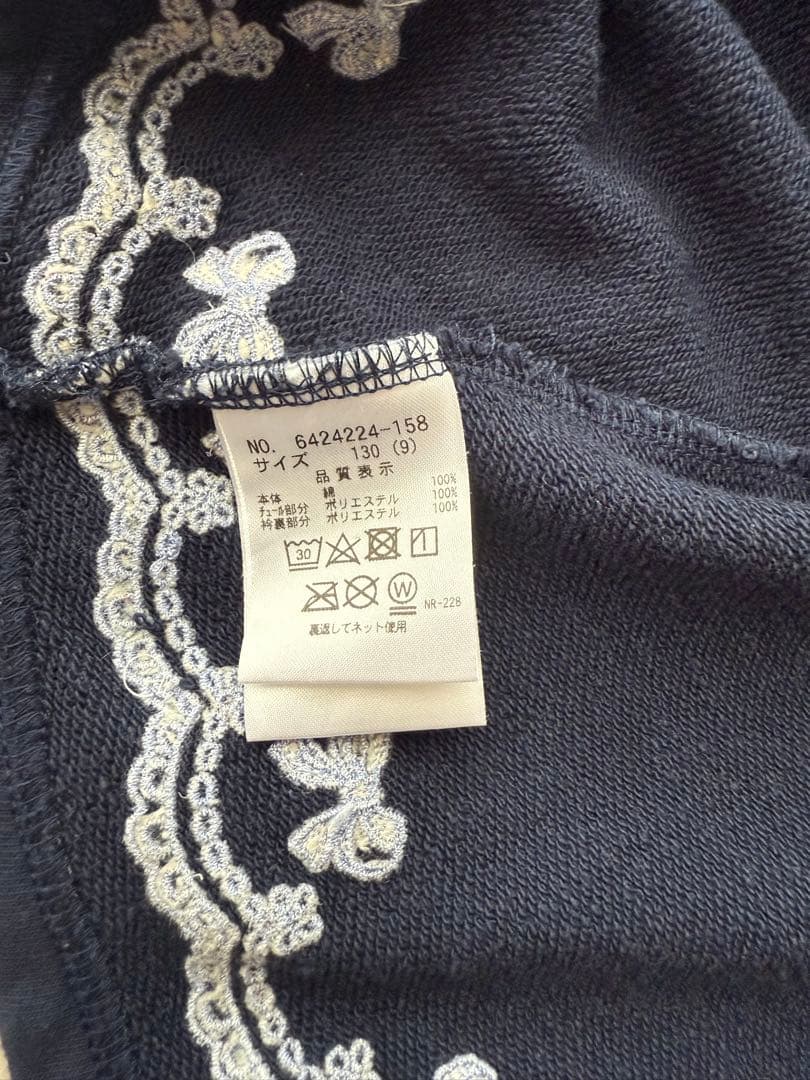 NO. 6424224-158
サイズ 130 (9)
品質表示
本体 綿 100%
ﾁｭｰﾙ部分 ポリエステル 100%
衿裏部分 ポリエステル 100%
30
W NR-228
裏返してネット使用